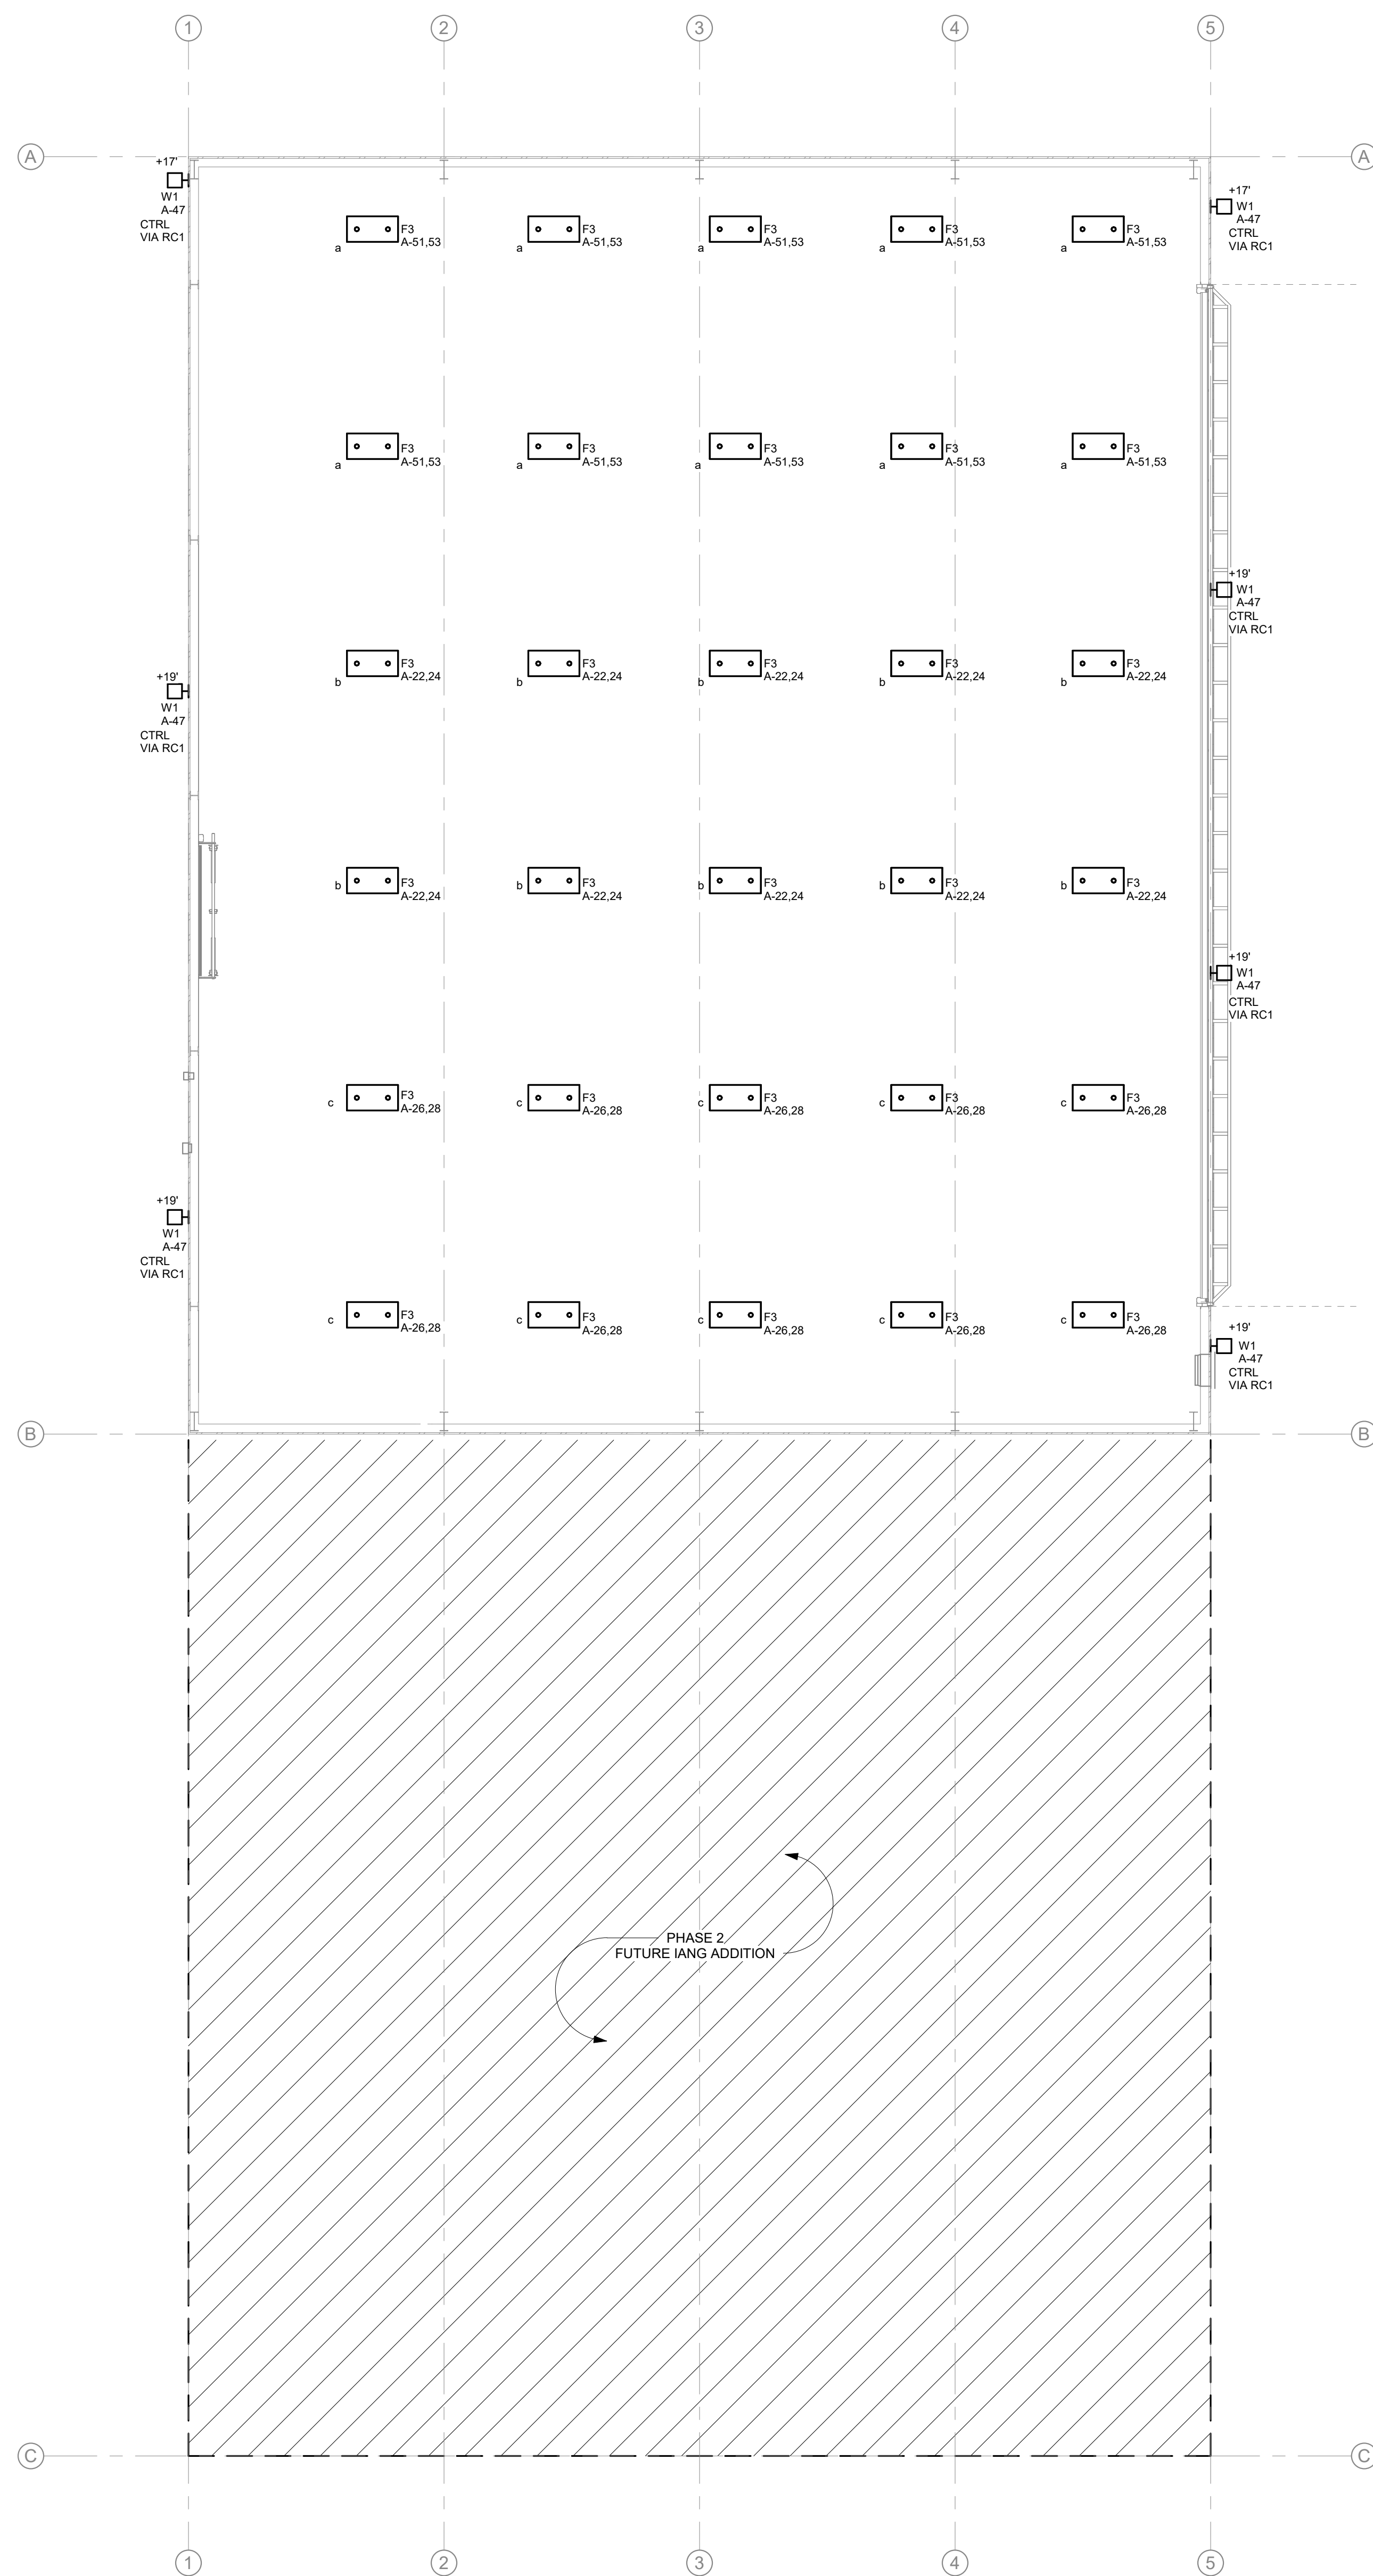 1
2
3
4
5
A
A
+17'
W1
A-47
CTRL
VIA RC1
+17'
W1
A-47
CTRL
VIA RC1
F3
A-51,53
a
F3
A-51,53
a
F3
A-51,53
a
F3
A-51,53
a
F3
A-51,53
a
F3
A-51,53
a
F3
A-51,53
a
F3
A-51,53
a
F3
A-51,53
a
F3
A-51,53
a
+19'
W1
A-47
CTRL
VIA RC1
F3
A-22,24
b
F3
A-22,24
b
F3
A-22,24
b
F3
A-22,24
b
F3
A-22,24
b
+19'
W1
A-47
CTRL
VIA RC1
F3
A-22,24
b
F3
A-22,24
b
F3
A-22,24
b
F3
A-22,24
b
F3
A-22,24
b
+19'
W1
A-47
CTRL
VIA RC1
F3
A-26,28
c
F3
A-26,28
c
F3
A-26,28
c
F3
A-26,28
c
F3
A-26,28
c
+19'
W1
A-47
CTRL
VIA RC1
F3
A-26,28
c
F3
A-26,28
c
F3
A-26,28
c
F3
A-26,28
c
F3
A-26,28
c
+19'
W1
A-47
CTRL
VIA RC1
B
B
PHASE 2
FUTURE IANG ADDITION
C
C
1
2
3
4
5